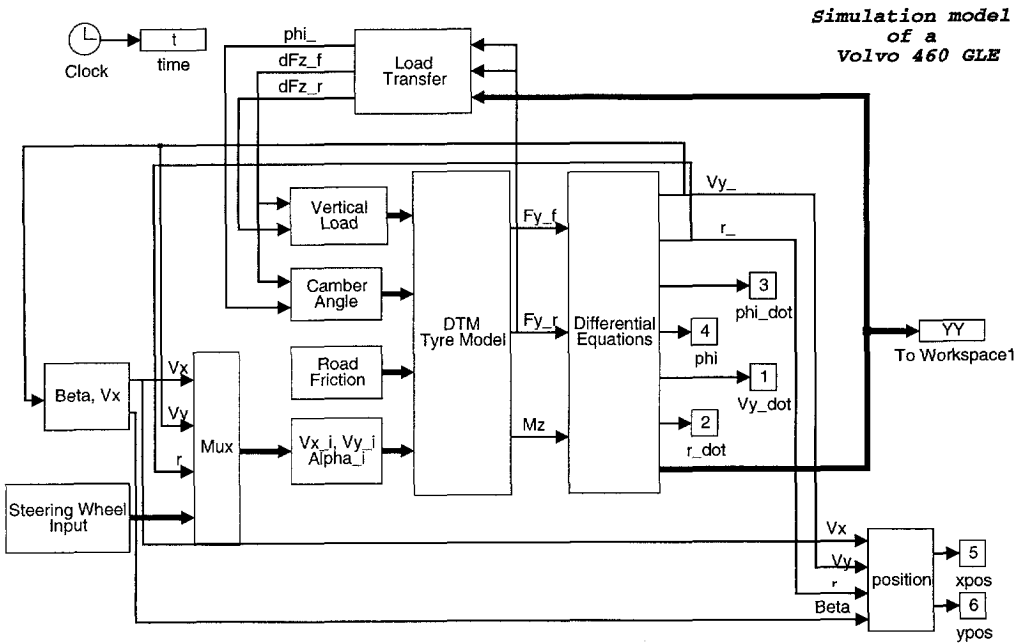 Simulation model
of a
Volvo 460 GLE
Clock
t
time
phi_
dFz_f
dFz_r
Load
Transfer
Vertical
Load
Camber
Angle
Road
Friction
Vx_i, Vy_i
Alpha_i
DTM
Tyre Model
Fy_f
Fy_r
Mz
Differential
Equations
Vy_
r_
3
phi_dot
4
phi
1
Vy_dot
2
r_dot
YY
To Workspace1
Beta, Vx
Vx
Vy
r
Mux
Steering Wheel
Input
Vx
Vy
r
Beta
position
5
xpos
6
ypos